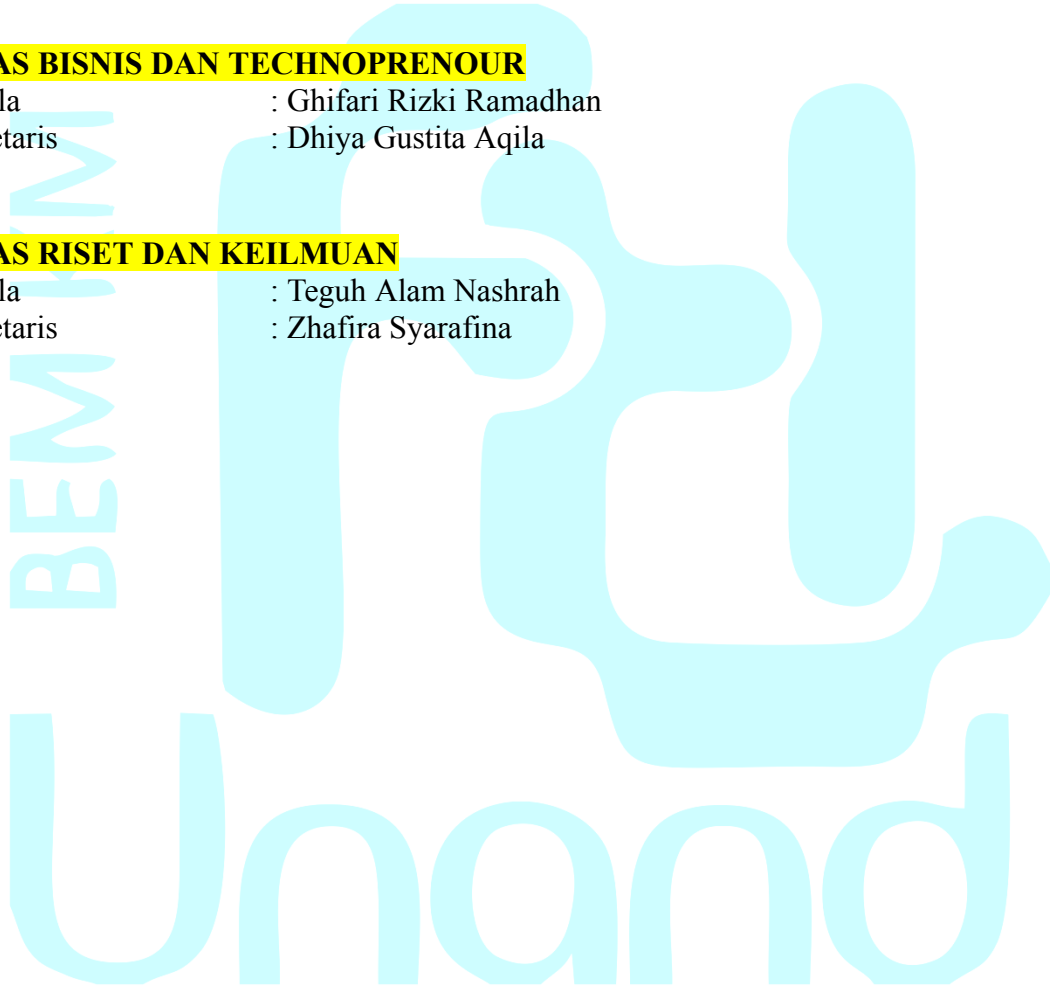 AS BISNIS DAN TECHNOPRENOUR
la : Ghifari Rizki Ramadhan
etaris : Dhiya Gustita Aqila
AS RISET DAN KEILMUAN
la : Teguh Alam Nashrah
etaris : Zhafira Syarafina
BEM KM
Unand